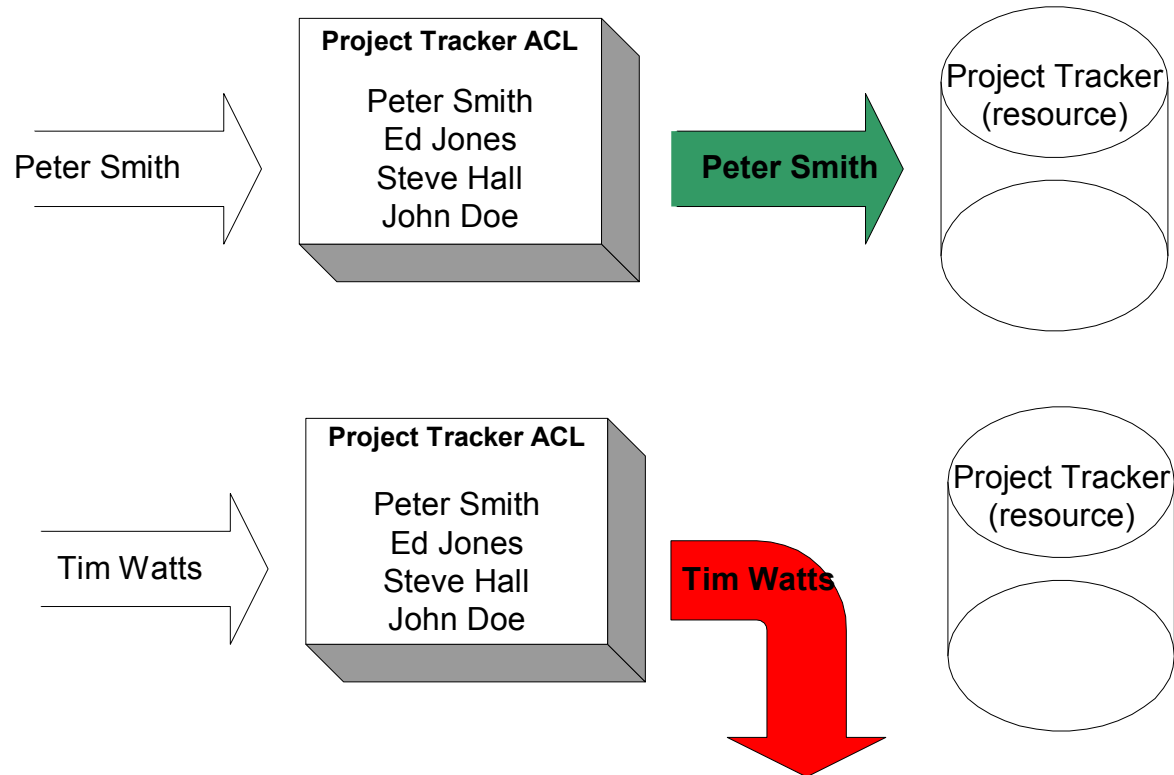 Project Tracker ACL
Peter Smith
Ed Jones
Steve Hall
John Doe
Peter Smith
Peter Smith
Project Tracker
(resource)
Project Tracker ACL
Peter Smith
Ed Jones
Steve Hall
John Doe
Tim Watts
Tim Watts
Project Tracker
(resource)